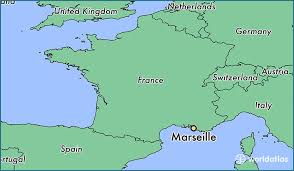 Netherlands
United Kingdom
Germany
France
Switzerland
Austria
Italy
Marseille
Spain
worldatlas